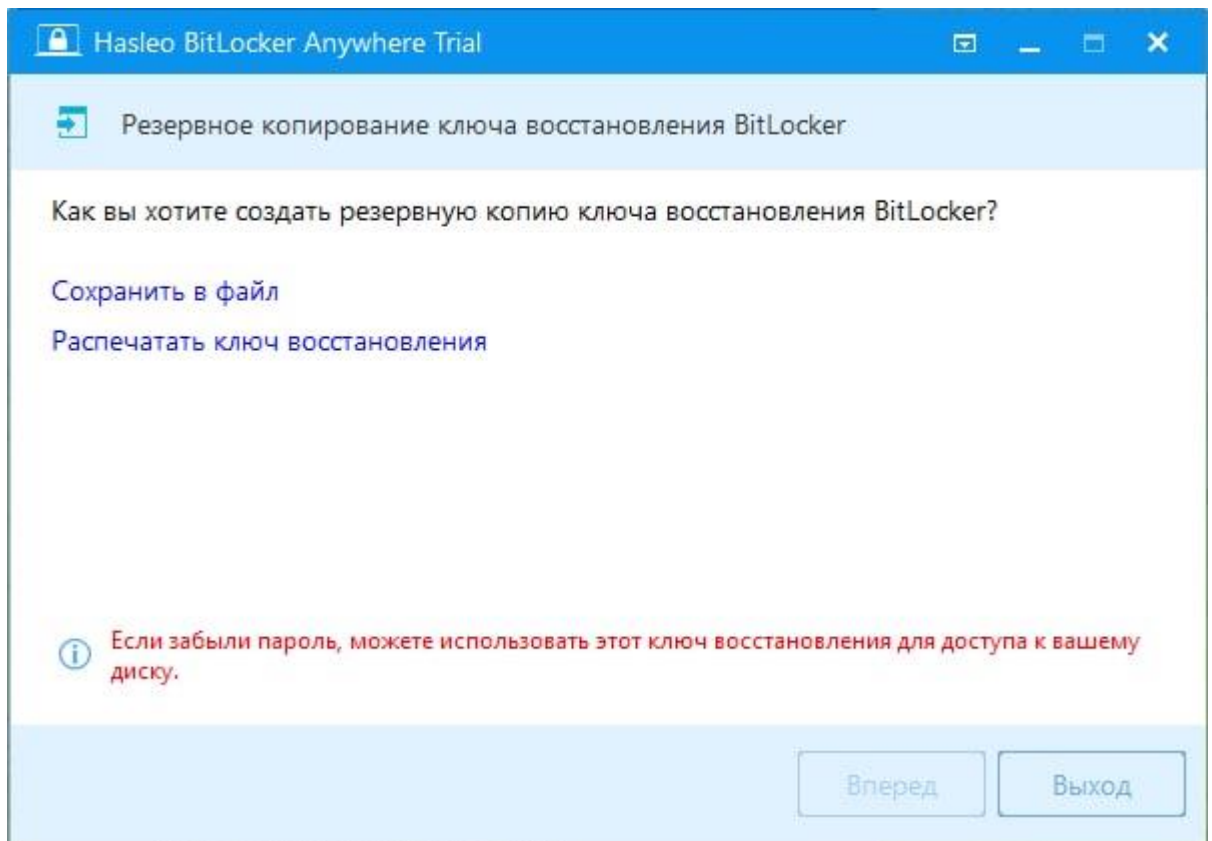 Hasleo BitLocker Anywhere Trial
Резервное копирование ключа восстановления BitLocker
Как вы хотите создать резервную копию ключа восстановления BitLocker?
Сохранить в файл
Распечатать ключ восстановления
Если забыли пароль, можете использовать этот ключ восстановления для доступа к вашему
диску.
Вперед
Выход